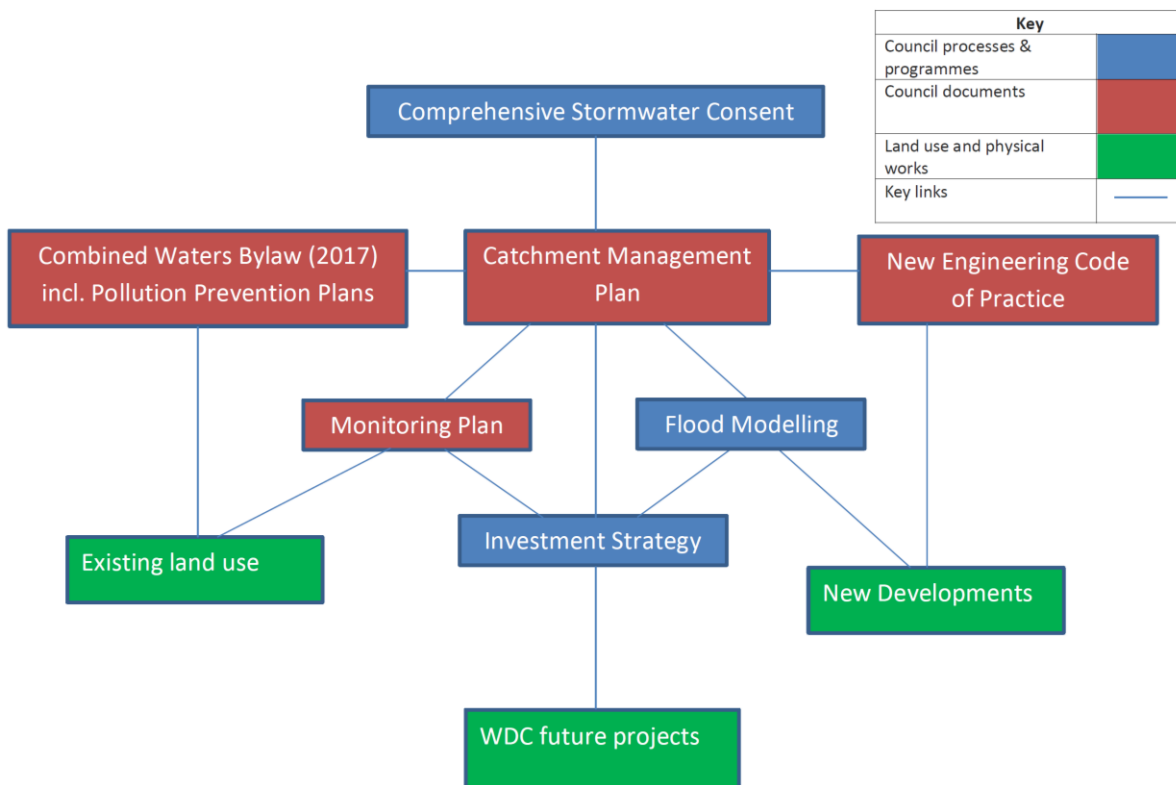 Key
Council processes &
programmes
Council documents
Land use and physical
works
Key links
Comprehensive Stormwater Consent
Combined Waters Bylaw (2017)
incl. Pollution Prevention Plans
Catchment Management
Plan
New Engineering Code
of Practice
Monitoring Plan
Flood Modelling
Existing land use
Investment Strategy
New Developments
WDC future projects